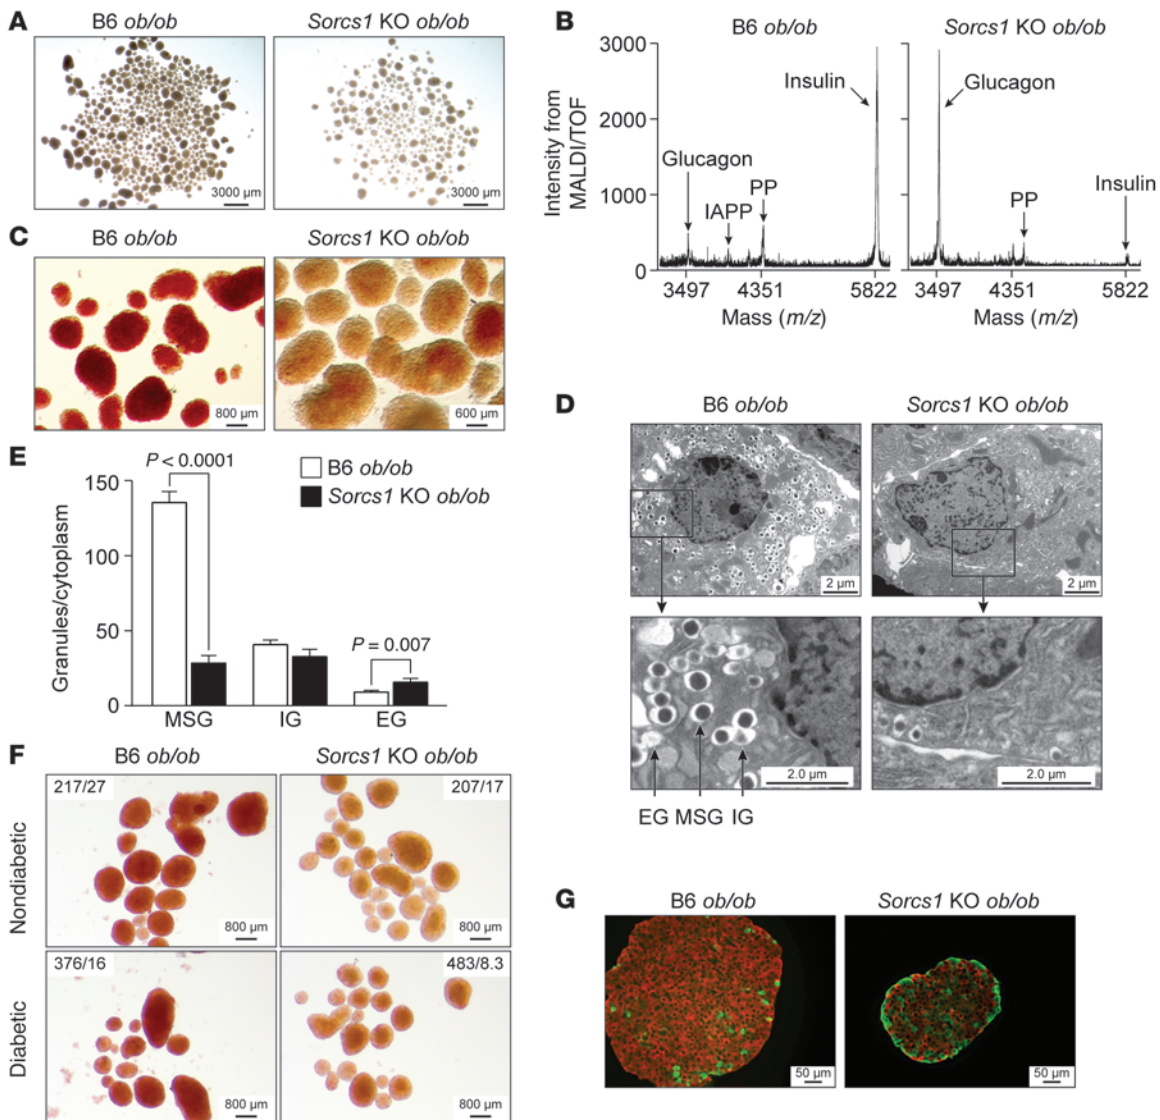 A
B6 ob/ob
Sorcs1 KO ob/ob
3000 µm
3000 µm
B
B6 ob/ob
Sorcs1 KO ob/ob
Intensity from
MALDI/TOF
3000
2000
1000
0
Insulin
Glucagon
IAPP
PP
Glucagon
PP
Insulin
3497
4351
5822
3497
4351
5822
Mass (m/z)
Mass (m/z)
C
B6 ob/ob
Sorcs1 KO ob/ob
800 µm
600 µm
D
B6 ob/ob
Sorcs1 KO ob/ob
2 µm
2 µm
2.0 µm
2.0 µm
EG MSG IG
E
P < 0.0001
B6 ob/ob
Sorcs1 KO ob/ob
Granules/cytoplasm
150
100
50
0
P = 0.007
MSG
IG
EG
F
B6 ob/ob
Sorcs1 KO ob/ob
Nondiabetic
217/27
207/17
800 µm
800 µm
Diabetic
376/16
483/8.3
800 µm
800 µm
G
B6 ob/ob
Sorcs1 KO ob/ob
50 µm
50 µm